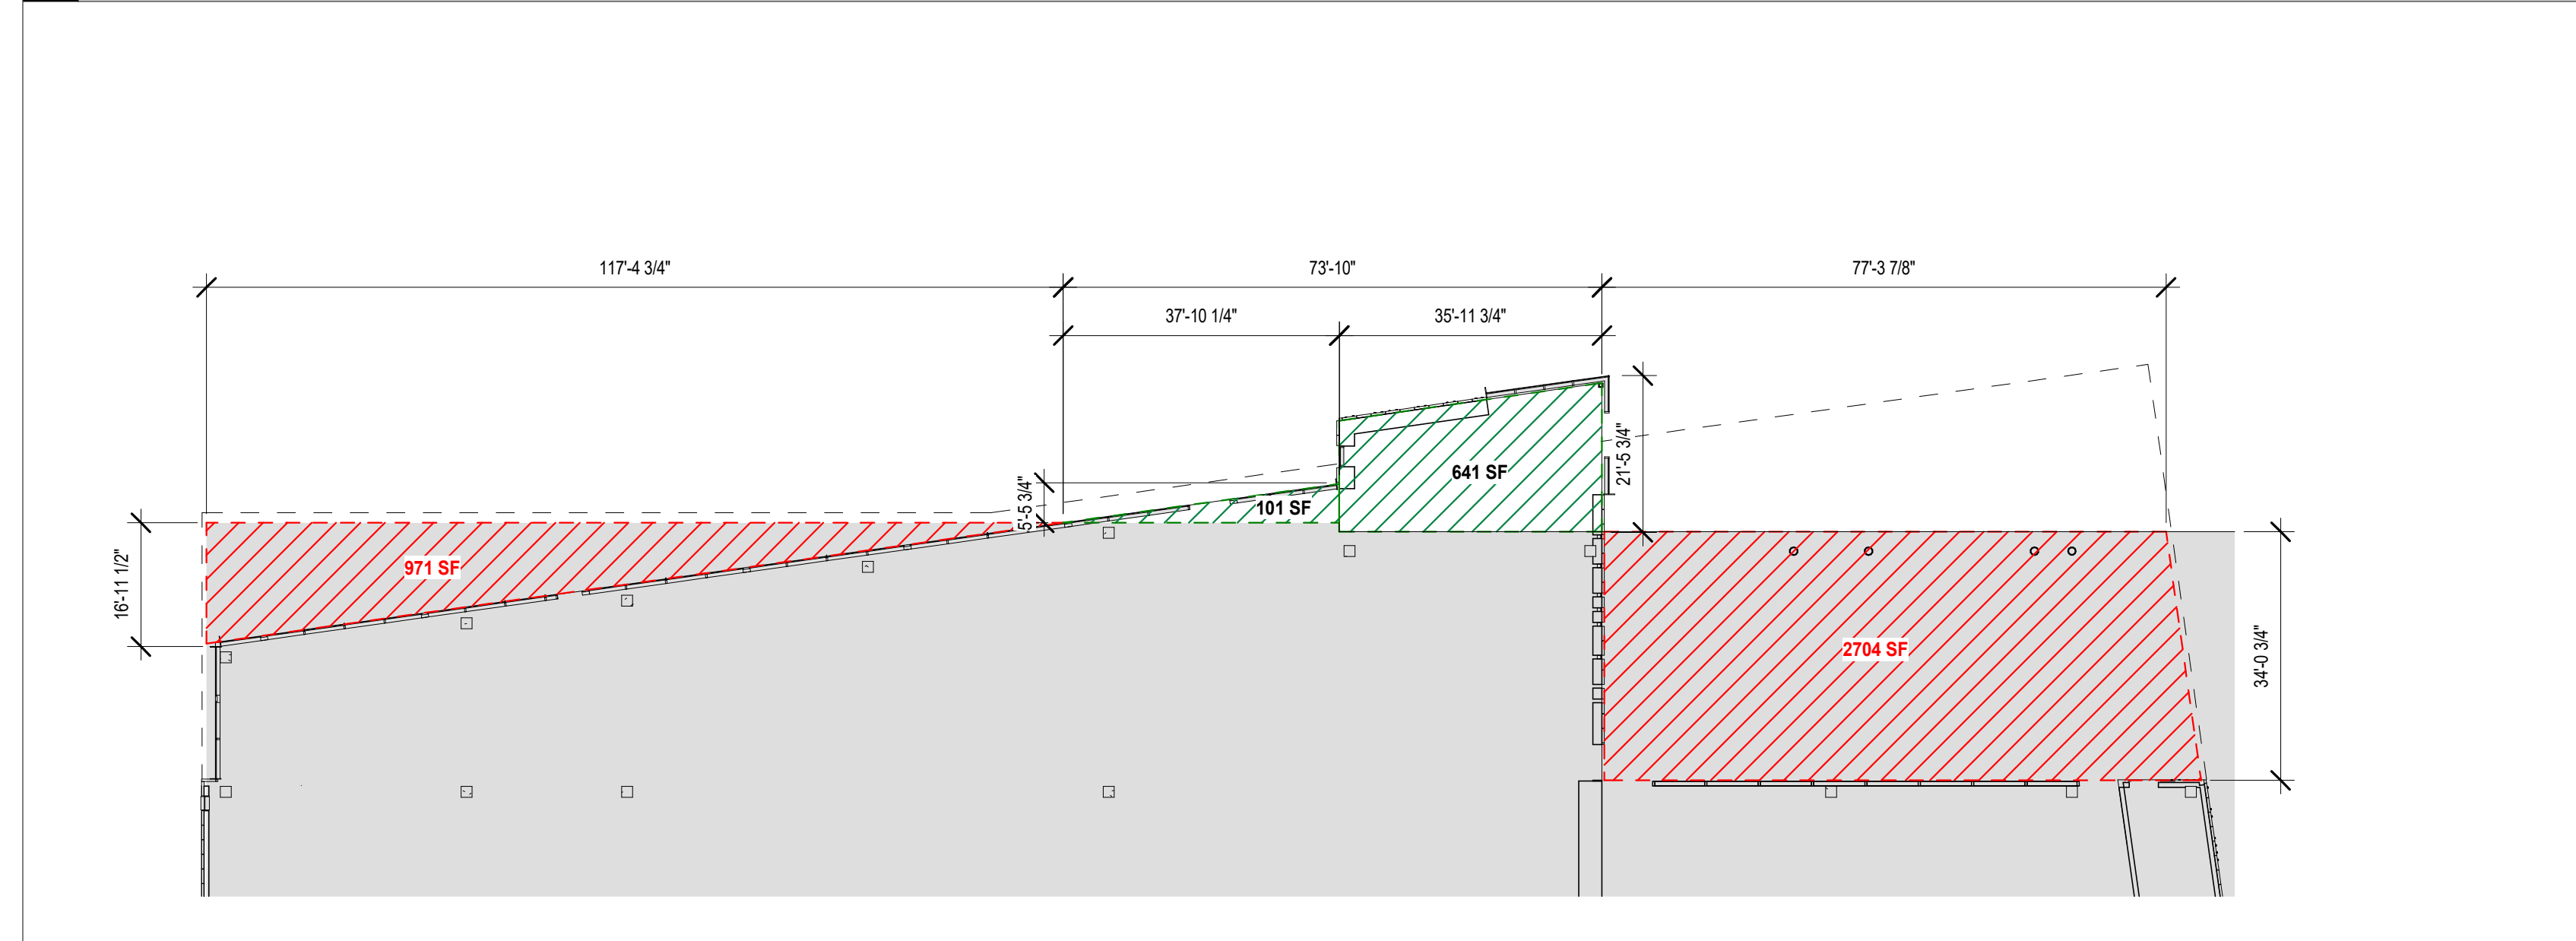 117'-4 3/4"
73'-10"
77'-3 7/8"
37'-10 1/4"
35'-11 3/4"
21'-5 3/4"
641 SF
5'-5 3/4"
101 SF
16'-11 1/2"
971 SF
2704 SF
34'-0 3/4"